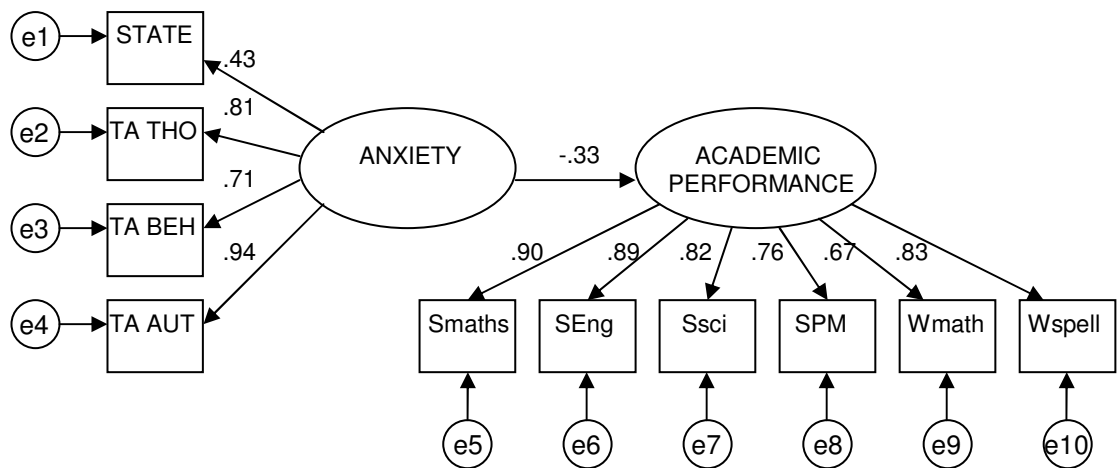 e1
STATE
.43
e2
TA THO
.81
ANXIETY
-.33
ACADEMIC
PERFORMANCE
.71
e3
TA BEH
.94
.90
.89
.82
.76
.67
.83
e4
TA AUT
Smaths
SEng
Ssci
SPM
Wmath
Wspell
e5
e6
e7
e8
e9
e10